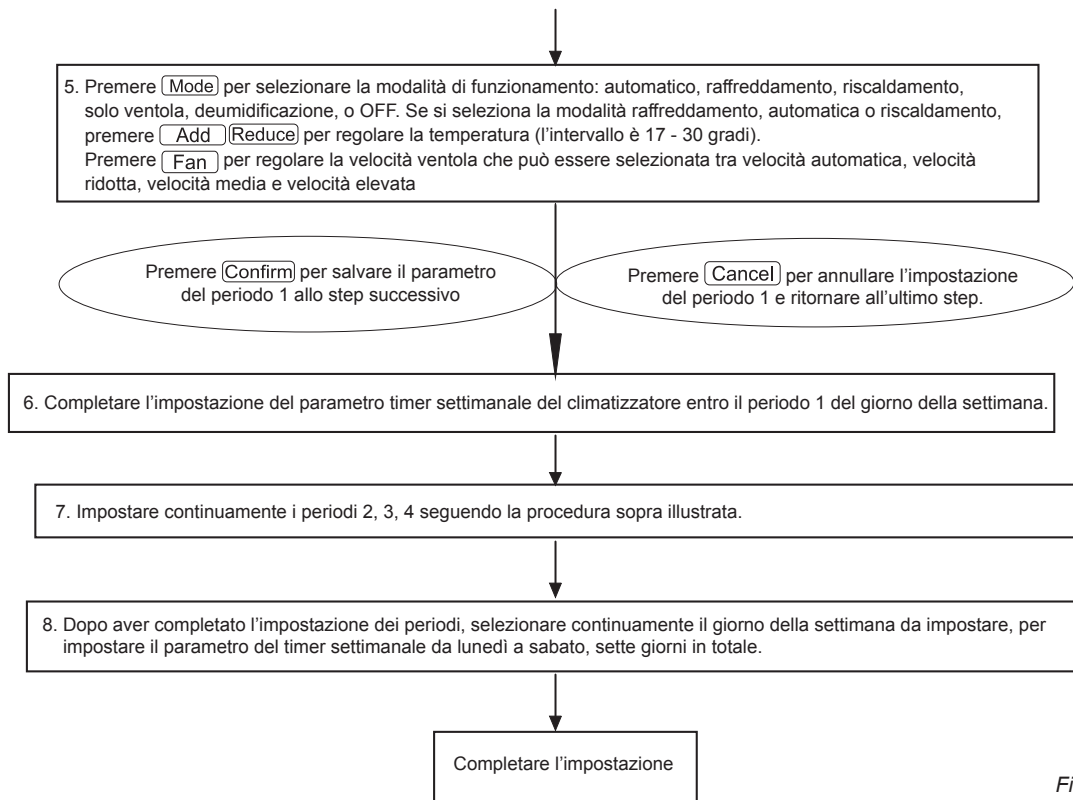 5. Premere Mode per selezionare la modalità di funzionamento: automatico, raffreddamento, riscaldamento,
solo ventola, deumidificazione, o OFF. Se si seleziona la modalità raffreddamento, automatica o riscaldamento,
premere Add Reduce per regolare la temperatura (l'intervallo è 17 - 30 gradi).
Premere Fan per regolare la velocità ventola che può essere selezionata tra velocità automatica, velocità
ridotta, velocità media e velocità elevata
Premere Confirm per salvare il parametro
del periodo 1 allo step successivo
Premere Cancel per annullare l'impostazione
del periodo 1 e ritornare all'ultimo step.
6. Completare l'impostazione del parametro timer settimanale del climatizzatore entro il periodo 1 del giorno della settimana.
7. Impostare continuamente i periodi 2, 3, 4 seguendo la procedura sopra illustrata.
8. Dopo aver completato l'impostazione dei periodi, selezionare continuamente il giorno della settimana da impostare, per
impostare il parametro del timer settimanale da lunedì a sabato, sette giorni in totale.
Completare l'impostazione
Fi